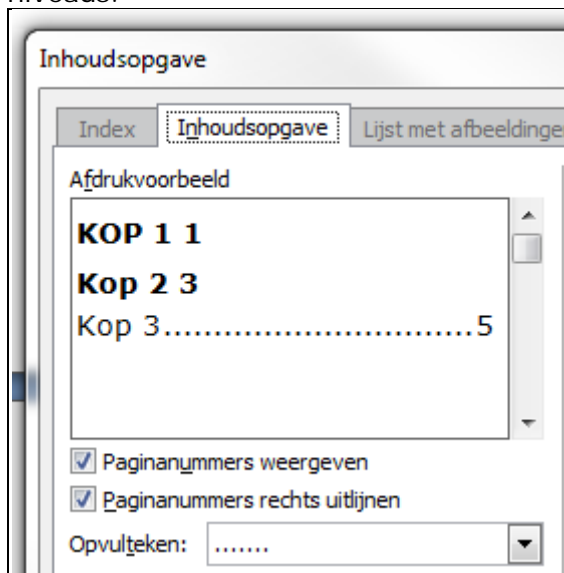 niveaus.
Inhoudsopgave
Index Inhoudsopgave Lijst met afbeeldinge
Afdrukvoorbeeld
KOP 1 1
Kop 2 3
Kop 3..............................5
Paginanummers weergeven
Paginanummers rechts uitlijnen
Opvulteken: .......